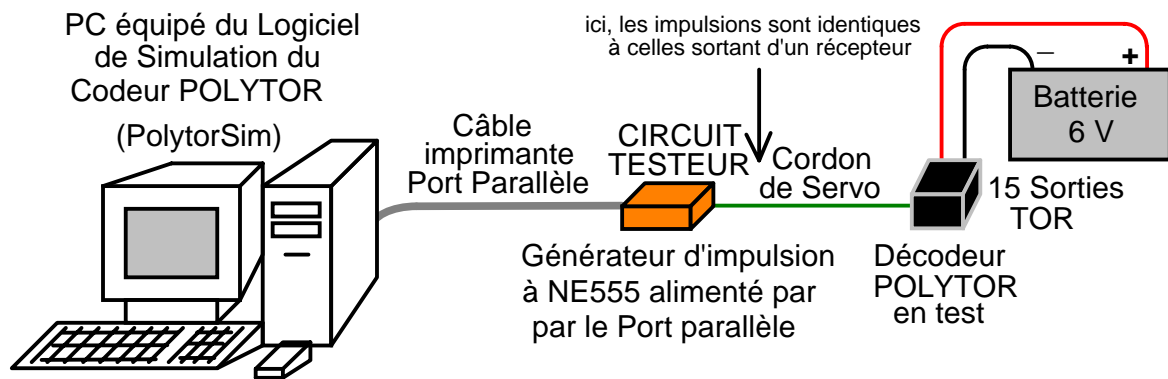 PC équipé du Logiciel
de Simulation du
Codeur POLYTOR
(PolytorSim)
ici, les impulsions sont identiques
à celles sortant d'un récepteur
Câble
imprimante
Port Parallèle
CIRCUIT
TESTEUR
Cordon
de Servo
_
+
Batterie
6 V
15 Sorties
TOR
Générateur d'impulsion
à NE555 alimenté par
par le Port parallèle
Décodeur
POLYTOR
en test